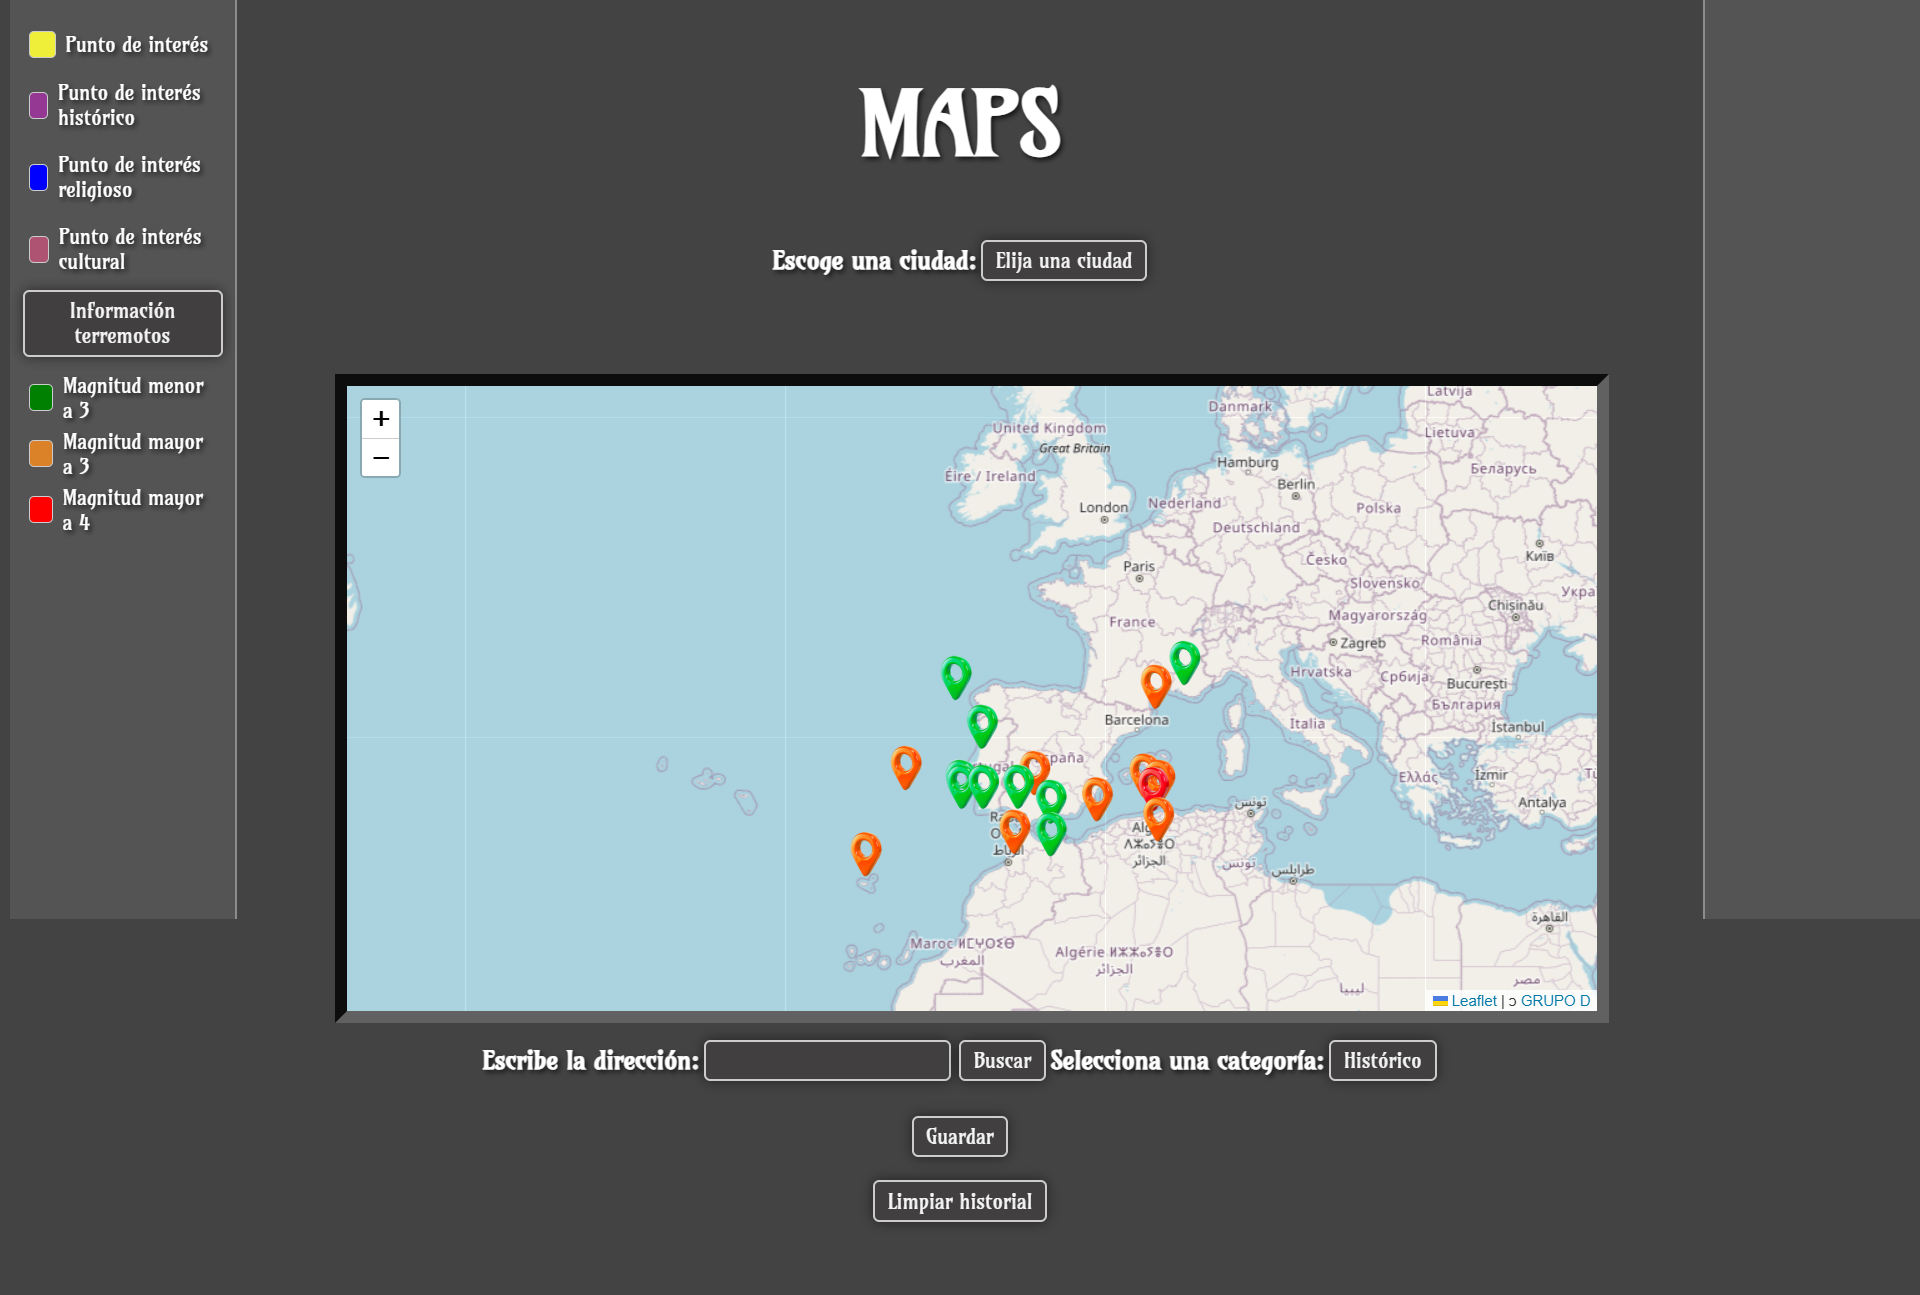 Punto de interés
Punto de interés
histórico
Punto de interés
religioso
Punto de interés
cultural
Información
terremotos
Magnitud menor
a 3
Magnitud mayor
a 3
Magnitud mayor
a 4
MAPS
Escoge una ciudad: Elija una ciudad
+
−
Latvija
Danmark
United Kingdom
Lietuva
Great Britain
Hamburg
Беларусь
Éire / Ireland
Berlin
London
Nederland
Polska
Deutschland
Київ
Česko
Paris
Slovensko
Укра
Chișinău
Magyarország
France
România
Zagreb
Hrvatska
Србија
București
България
Barcelona
Italia
İstanbul
Ελλάς
İzmir
Antalya
تونس
الرباط
ⵍⵣⵣⴰⵢⴻⵔ
الجزائر
تونس
طرابلس
القاهرة
Maroc ⵍⵎⵖⵔⵉⴱ
المغرب
Algérie ⵍⵣⵣⴰⵢⴻⵔ
الجزائر
ليبيا
مصر
Leaflet | ɔ GRUPO D
Escribe la dirección: Buscar Selecciona una categoría: Histórico
Guardar
Limpiar historial